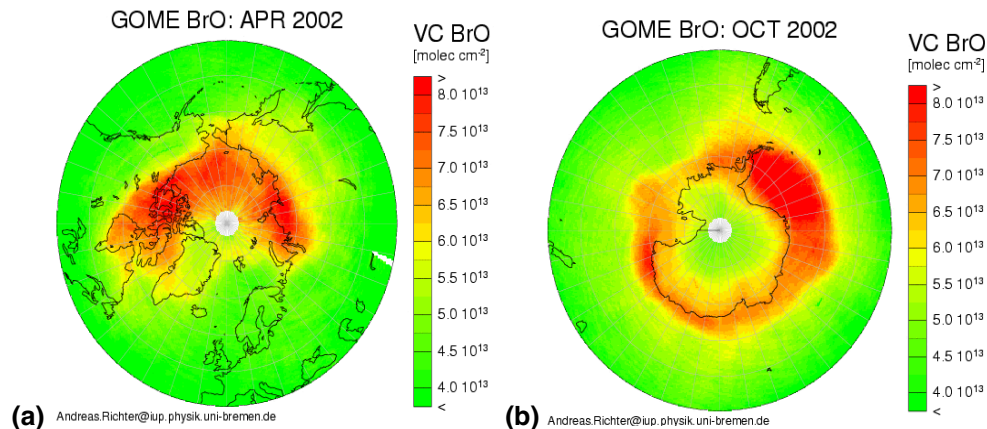 GOME BrO: APR 2002
VC BrO
[molec cm⁻²]
>
8.0 10¹³
7.5 10¹³
7.0 10¹³
6.5 10¹³
6.0 10¹³
5.5 10¹³
5.0 10¹³
4.5 10¹³
4.0 10¹³
<
(a) Andreas.Richter@iup.physik.uni-bremen.de
GOME BrO: OCT 2002
VC BrO
[molec cm⁻²]
>
8.0 10¹³
7.5 10¹³
7.0 10¹³
6.5 10¹³
6.0 10¹³
5.5 10¹³
5.0 10¹³
4.5 10¹³
4.0 10¹³
<
(b) Andreas.Richter@iup.physik.uni-bremen.de